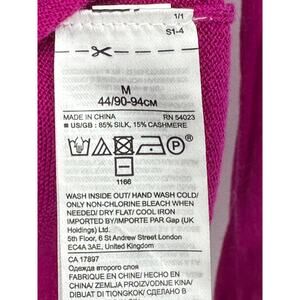 1/1
S1-4
M
44/90-94см
MADE IN CHINA RN 54023
■ US/GB: 85% SILK, 15% CASHMERE
P
1166
WASH INSIDE OUT/ HAND WASH COLD/
ONLY NON-CHLORINE BLEACH WHEN
NEEDED/ DRY FLAT/ COOL IRON
IMPORTED BY/IMPORTE PAR Gap (UK
Holdings) Ltd.
5th Floor, 6 St Andrew Street London
EC4A 3AE, United Kingdom
CA 17897
Одежда второго слоя
FABRIQUE EN CHINE/ HECHO EN
CHINA/ ZEMLJA PROIZVODNJE KINA/
DIBUAT DI TIONGKOK/ СДЕЛАНО В